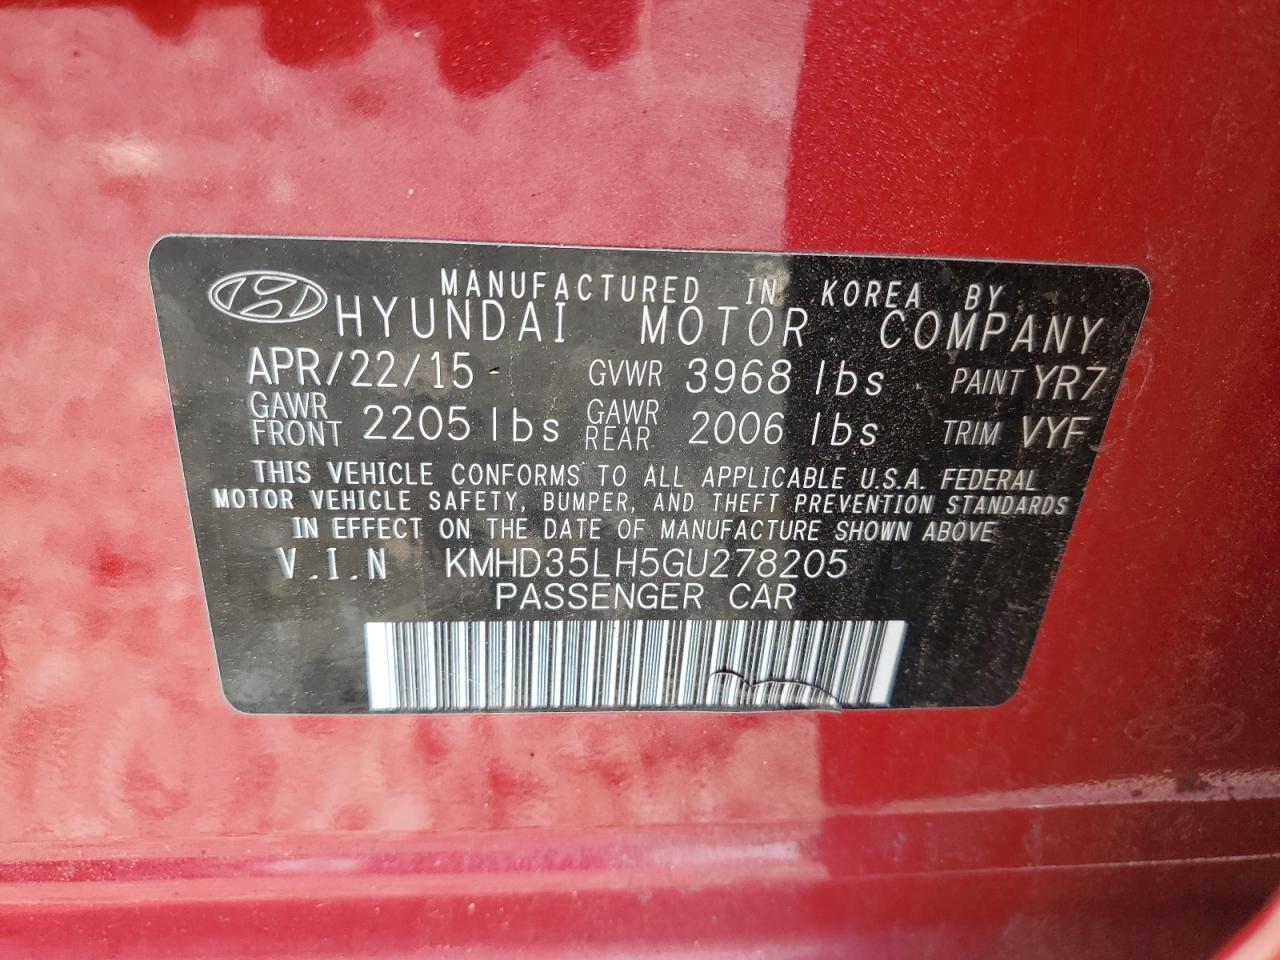 MANUFACTURED IN KOREA BY
HYUNDAI MOTOR COMPANY
APR/22/15 GVWR 3968 lbs PAINT YR7
GAWR FRONT 2205 lbs GAWR REAR 2006 lbs TRIM VYF
THIS VEHICLE CONFORMS TO ALL APPLICABLE U.S.A. FEDERAL
MOTOR VEHICLE SAFETY, BUMPER, AND THEFT PREVENTION STANDARDS
IN EFFECT ON THE DATE OF MANUFACTURE SHOWN ABOVE
V.I.N KMHD35LH5GU278205
PASSENGER CAR